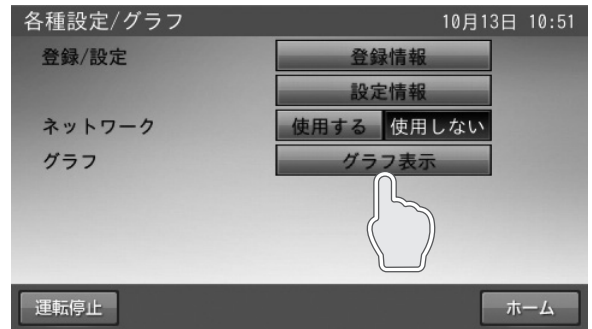 各種設定/グラフ 10月13日 10:51
登録/設定 登録情報
設定情報
ネットワーク 使用する 使用しない
グラフ グラフ表示
運転停止 ホーム